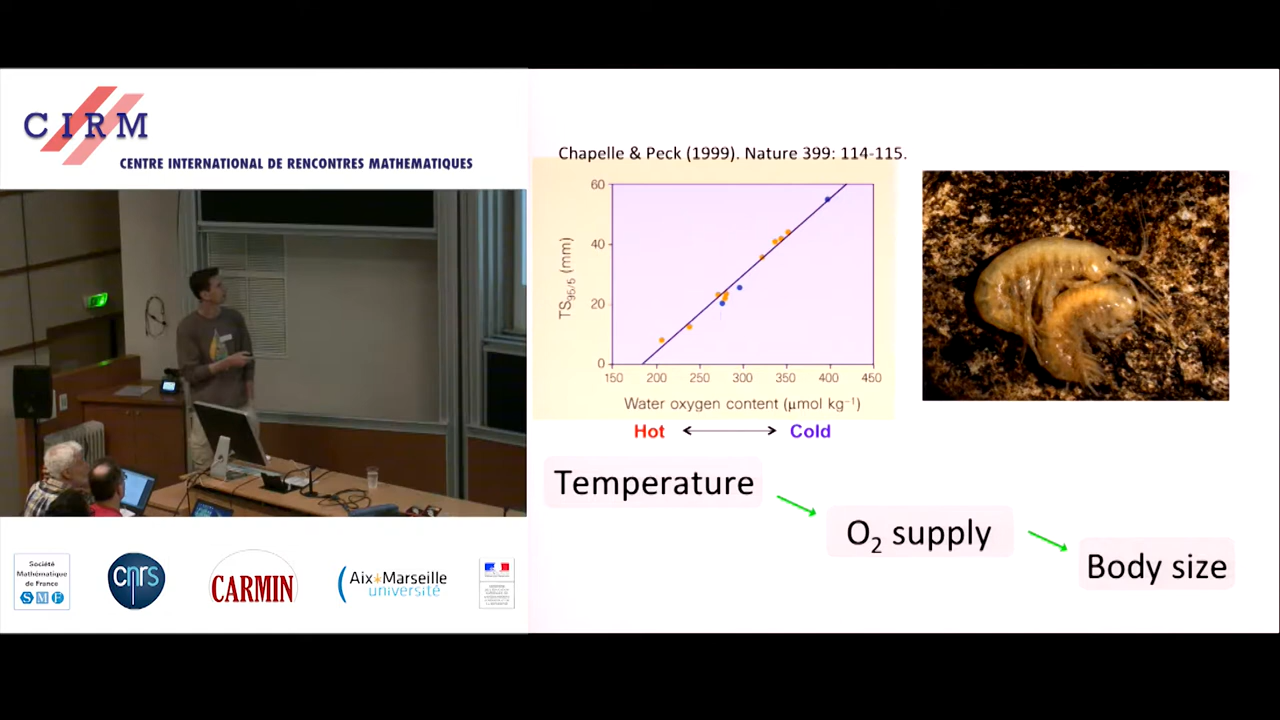 CIRM
CENTRE INTERNATIONAL DE RENCONTRES MATHEMATIQUES
Chapelle & Peck (1999). Nature 399: 114-115.
60
40
20
0
TS95/5 (mm)
150 200 250 300 350 400 450
Water oxygen content (µmol kg⁻¹)
Hot Cold
Temperature
O₂ supply
Body size
Société
Mathématique
de France
SMF
cnrs
CARMIN
Aix*Marseille
université